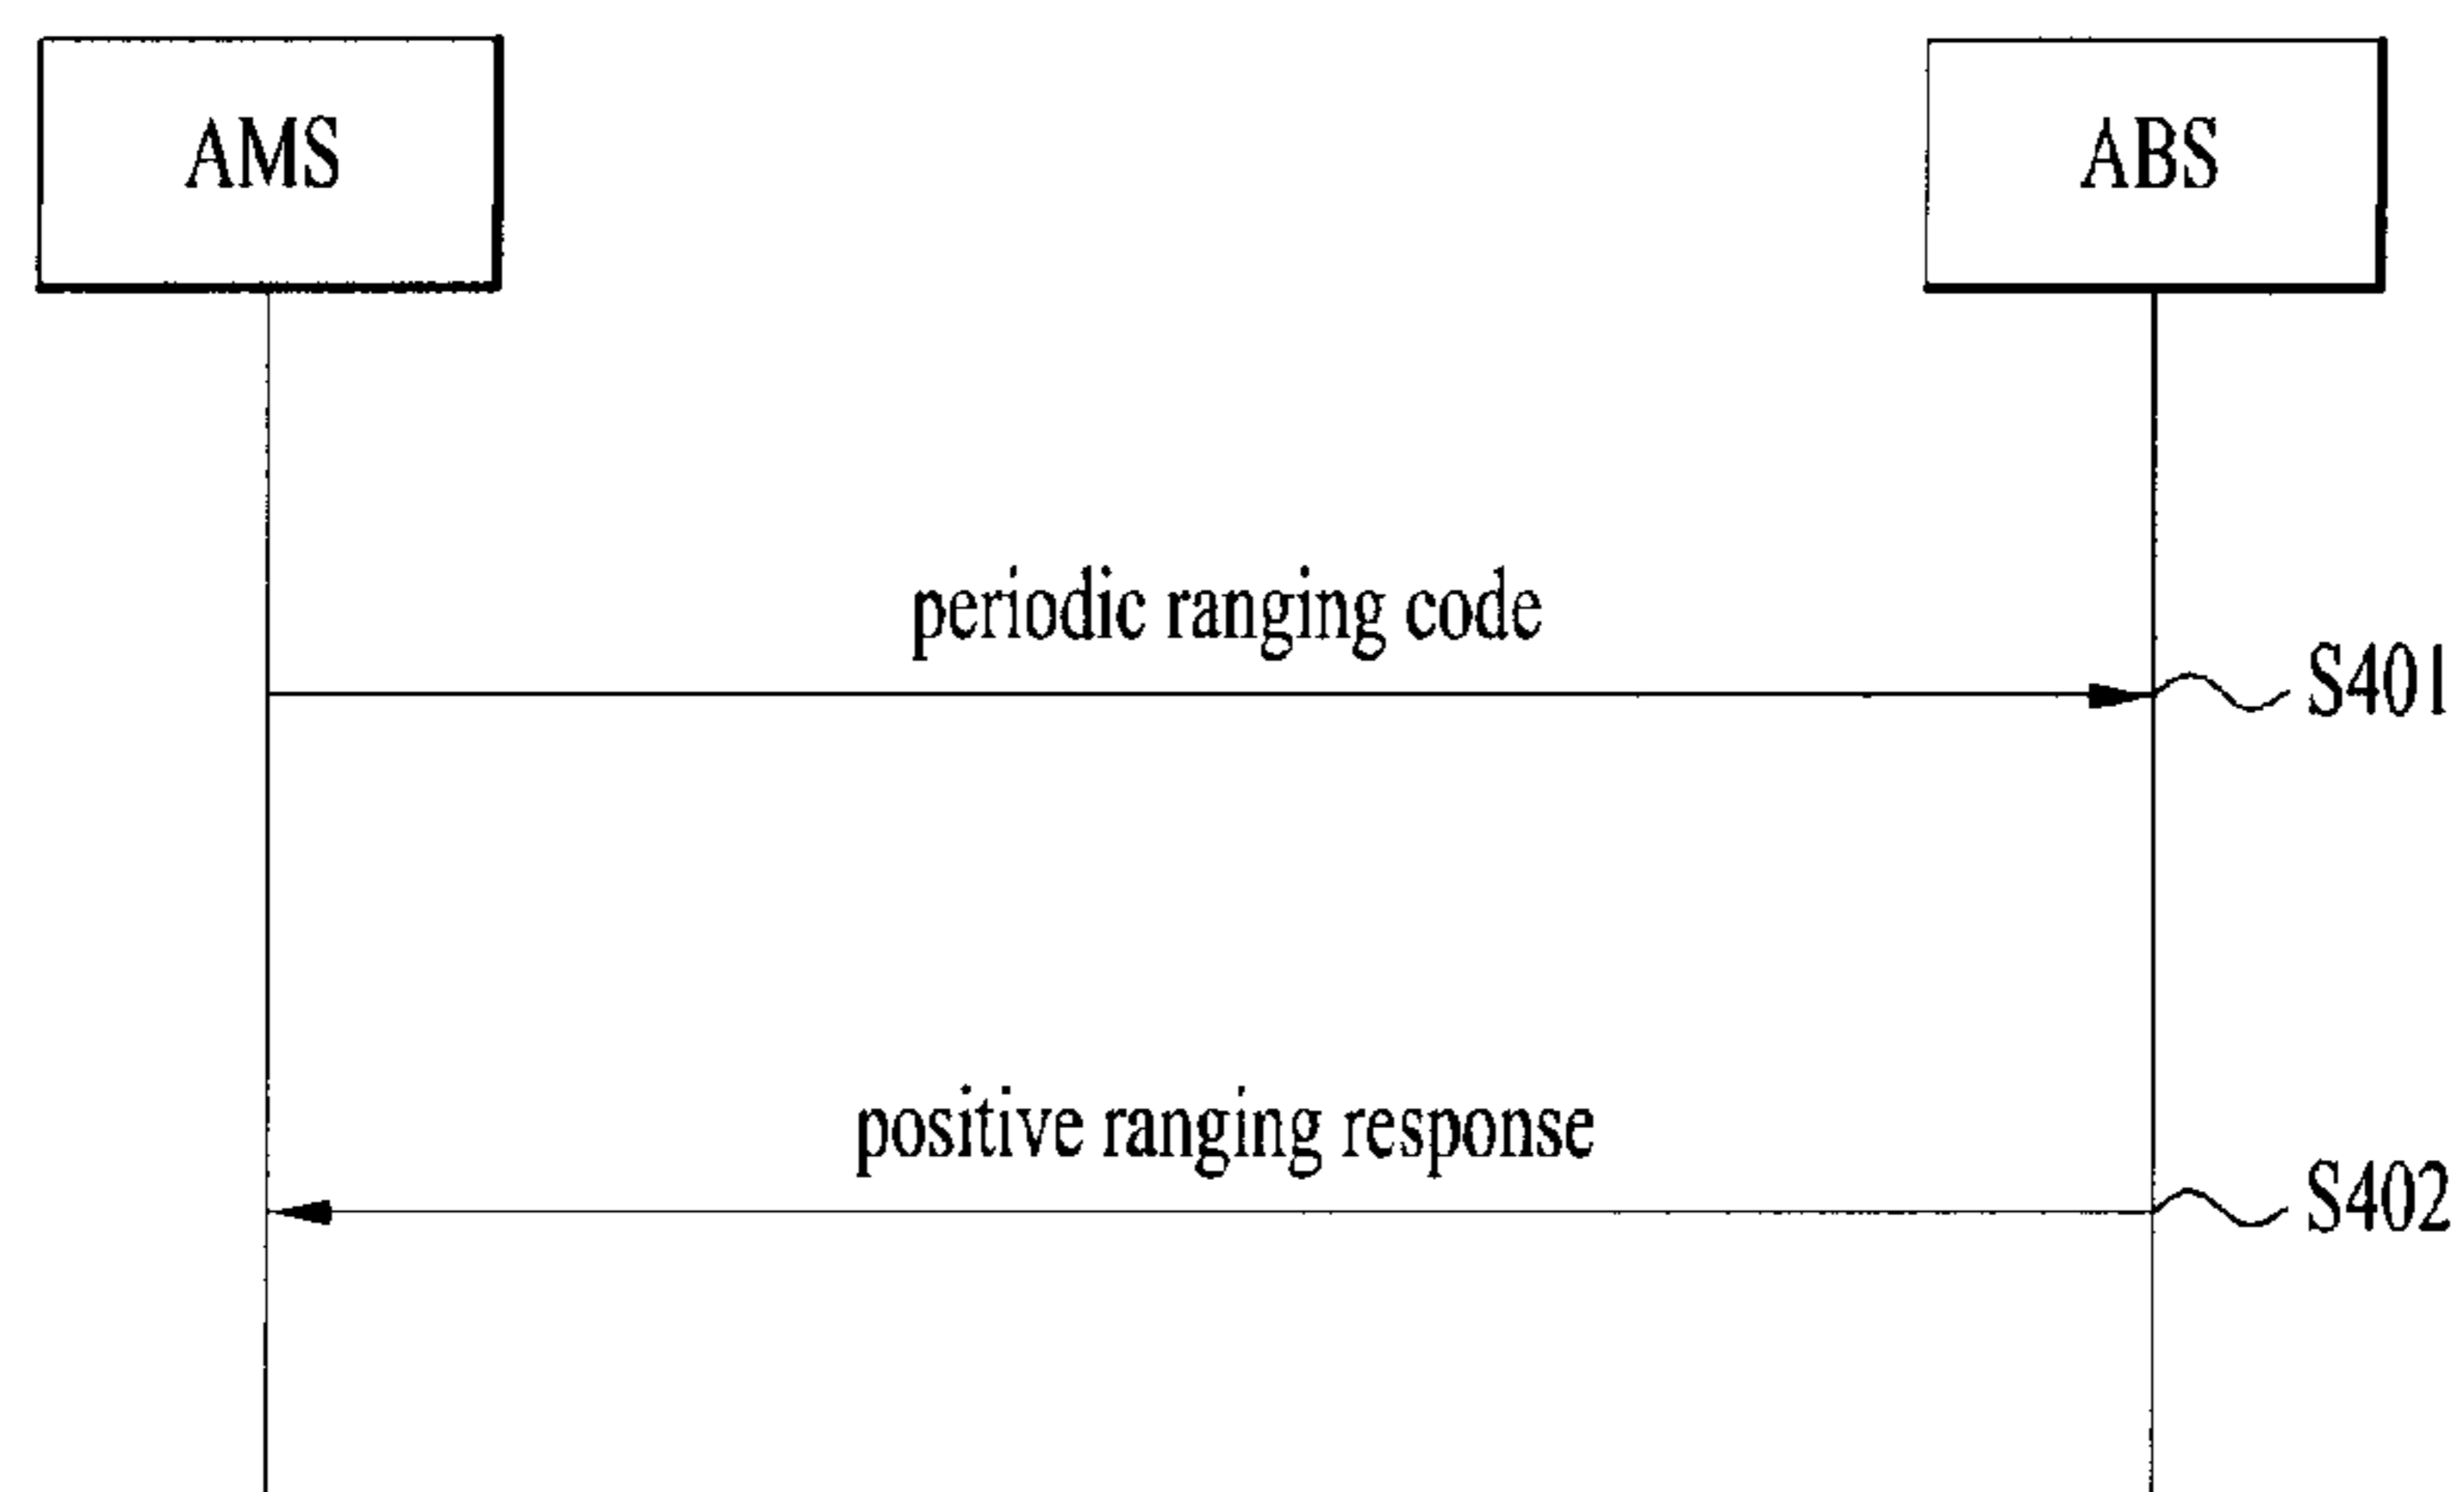 AMS
ABS
periodic ranging code
S401
positive ranging response
S402